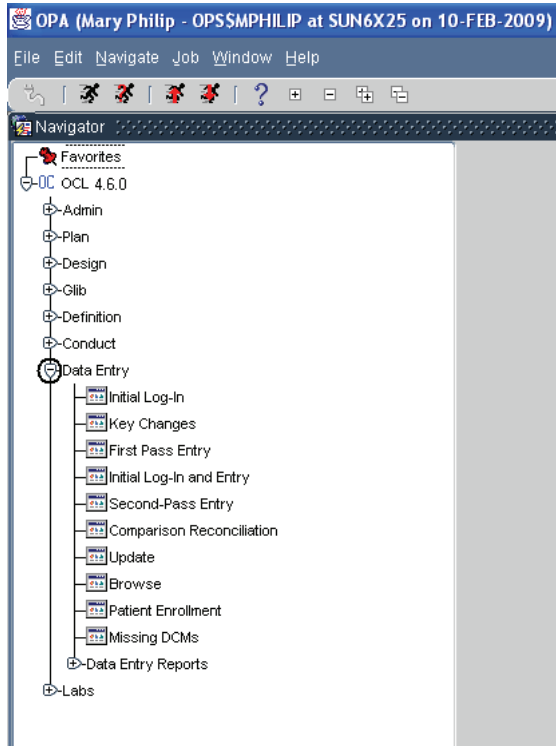 OPA (Mary Philip - OPS$MPHILIP at SUN6X25 on 10-FEB-2009)
File Edit Navigate Job Window Help
?
Navigator
Favorites
OC OCL 4.6.0
Admin
Plan
Design
Glib
Definition
Conduct
Data Entry
Initial Log-In
Key Changes
First Pass Entry
Initial Log-In and Entry
Second-Pass Entry
Comparison Reconciliation
Update
Browse
Patient Enrollment
Missing DCMs
Data Entry Reports
Labs